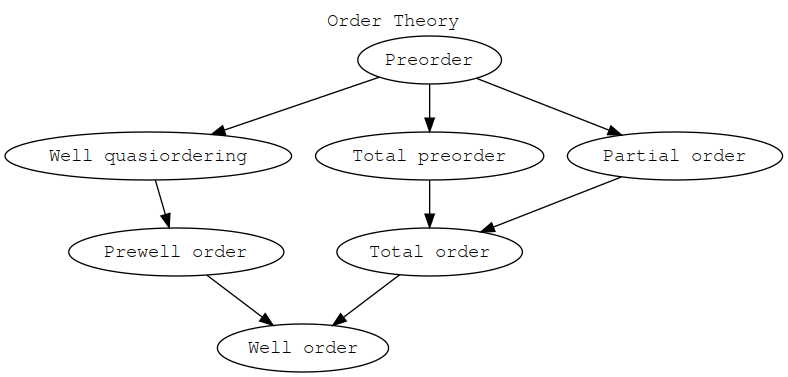 Order Theory
Preorder
Well quasiordering
Total preorder
Partial order
Prewell order
Total order
Well order